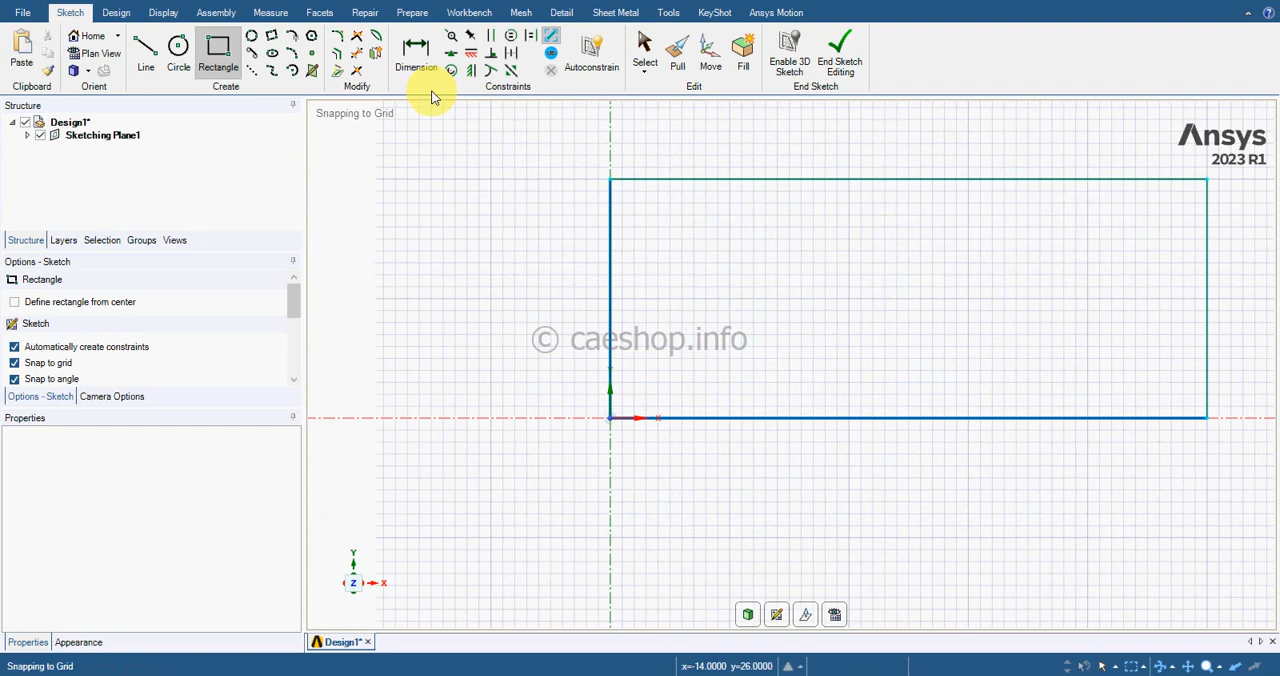 File Sketch Design Display Assembly Measure Facets Repair Prepare Workbench Mesh Detail Sheet Metal Tools KeyShot Ansys Motion
Paste Home Plan View Line Circle Rectangle Dimension Autoconstrain Select Pull Move Fill Enable 3D Sketch End Sketch Editing
Clipboard Orient Create Modify Constraints Edit End Sketch
Structure
Design1*
Sketching Plane1
Structure Layers Selection Groups Views
Options - Sketch
Rectangle
Define rectangle from center
Sketch
Automatically create constraints
Snap to grid
Snap to angle
Options - Sketch Camera Options
Properties
Properties Appearance
Snapping to Grid
Ansys
2023 R1
© caeshop.info
Y
Z X
Design1*
Snapping to Grid x=-14.0000 y=26.0000